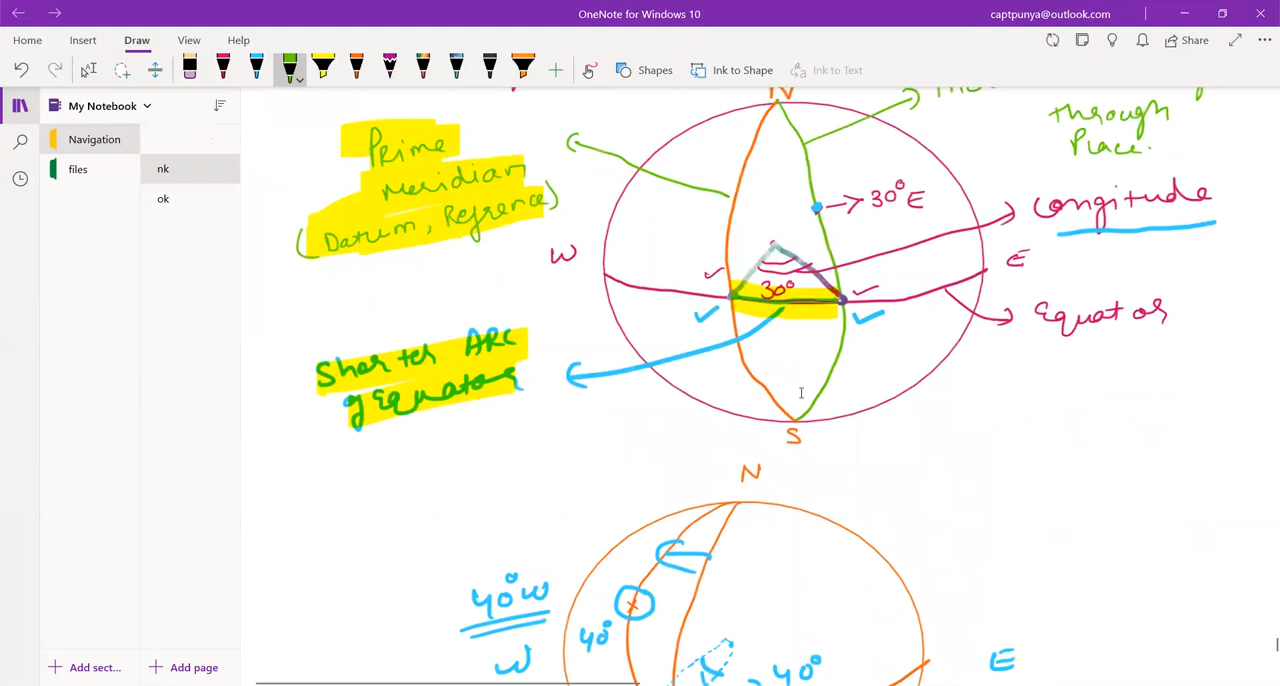 OneNote for Windows 10
captpunya@outlook.com
Home
Insert
Draw
View
Help
Share
Shapes
Ink to Shape
Ink to Text
My Notebook
Navigation
files
nk
ok
Add sect...
Add page
N
through
Place.
Prime
Meridian
(Datum, Refrence)
30°E
Longitude
W
E
30°
Equator
Shorter ARC
of Equator
S
N
40°W
40°
W
40°
E